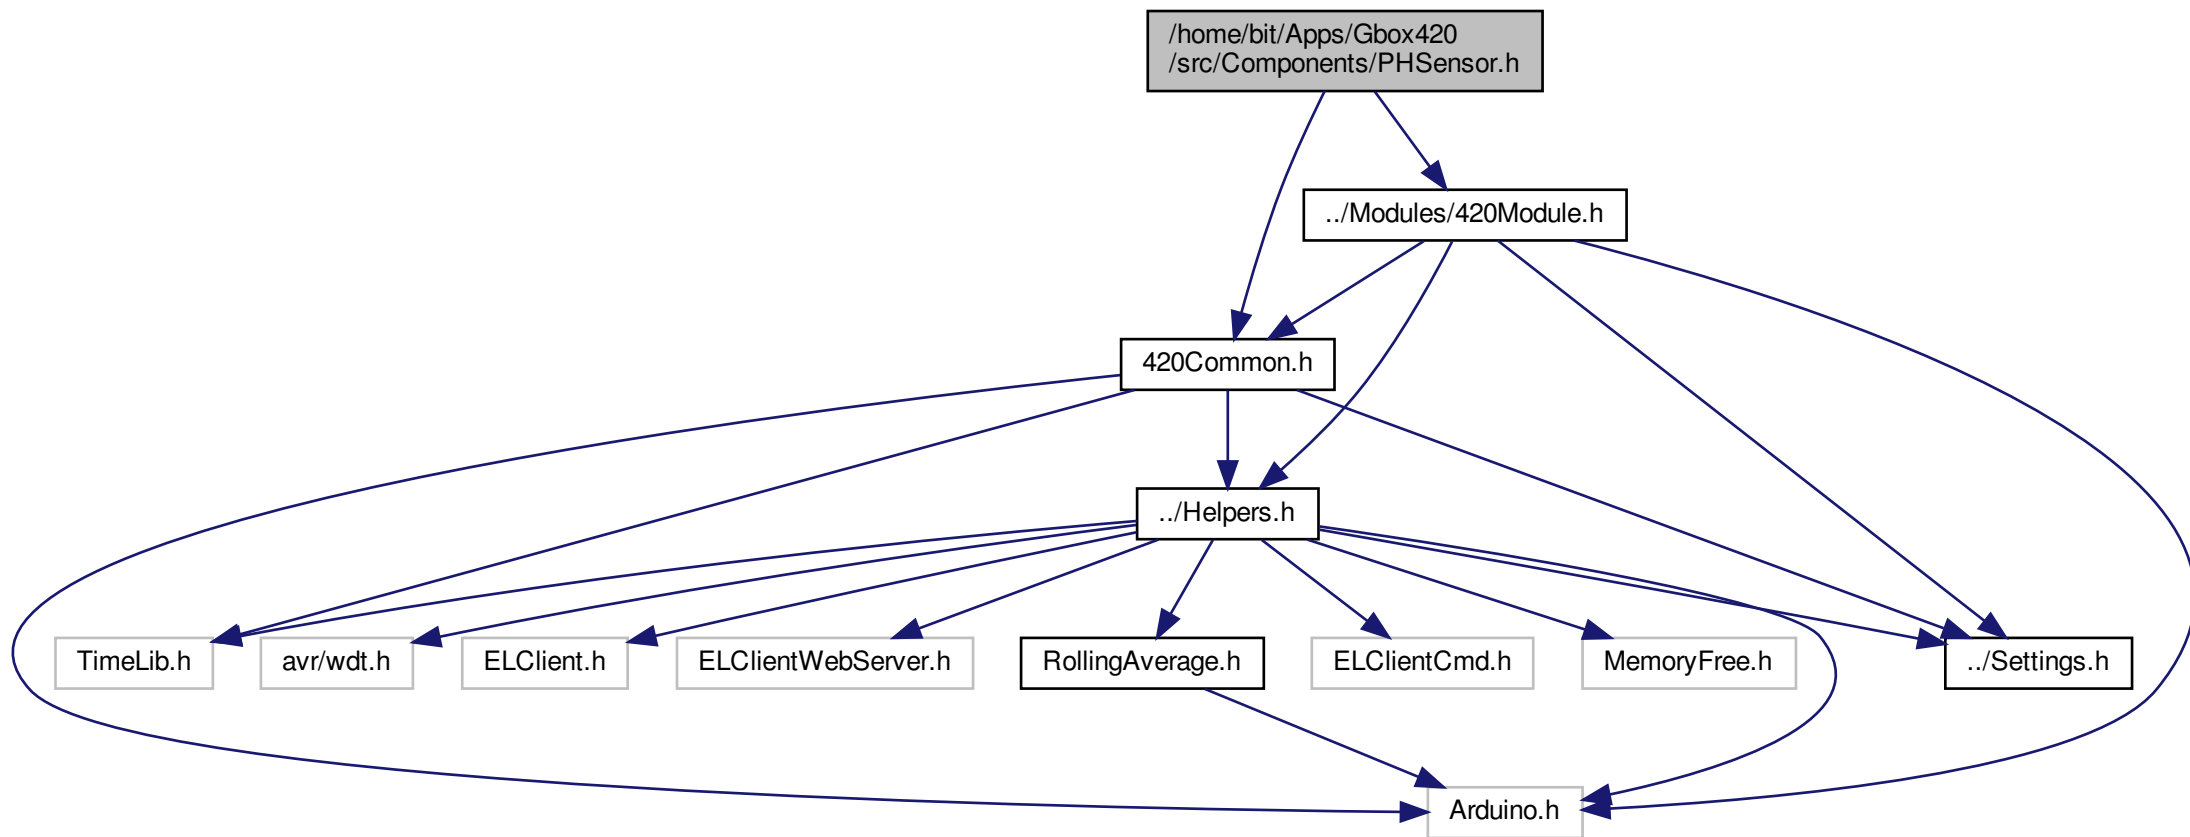 /home/bit/Apps/Gbox420
/src/Components/PHSensor.h
../Modules/420Module.h
420Common.h
../Helpers.h
TimeLib.h
avr/wdt.h
ELClient.h
ELClientWebServer.h
RollingAverage.h
ELClientCmd.h
MemoryFree.h
../Settings.h
Arduino.h